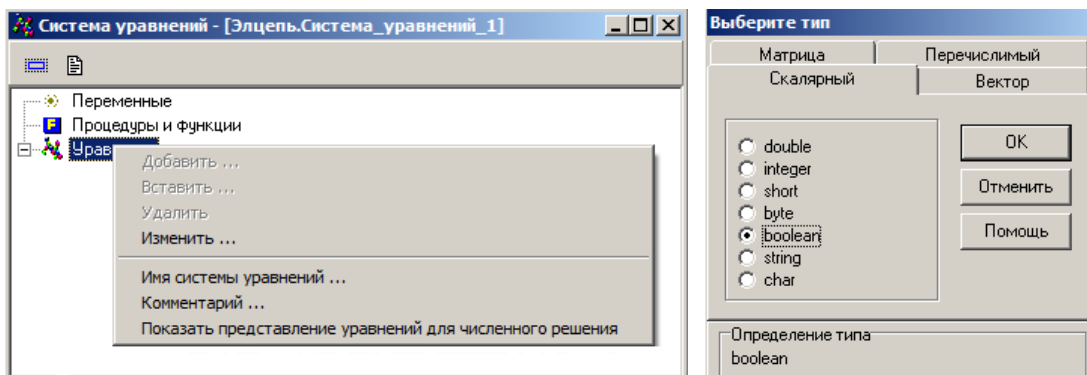 Система уравнений - [Элцепь.Система_уравнений_1]
Переменные
F Процедуры и функции
Добавить ...
Вставить ...
Удалить
Изменить ...
Имя системы уравнений ...
Комментарий ...
Показать представление уравнений для численного решения
Выберите тип
Матрица Перечислимый
Скалярный Вектор
double
integer
short
byte
boolean
string
char
OK
Отменить
Помощь
Определение типа
boolean